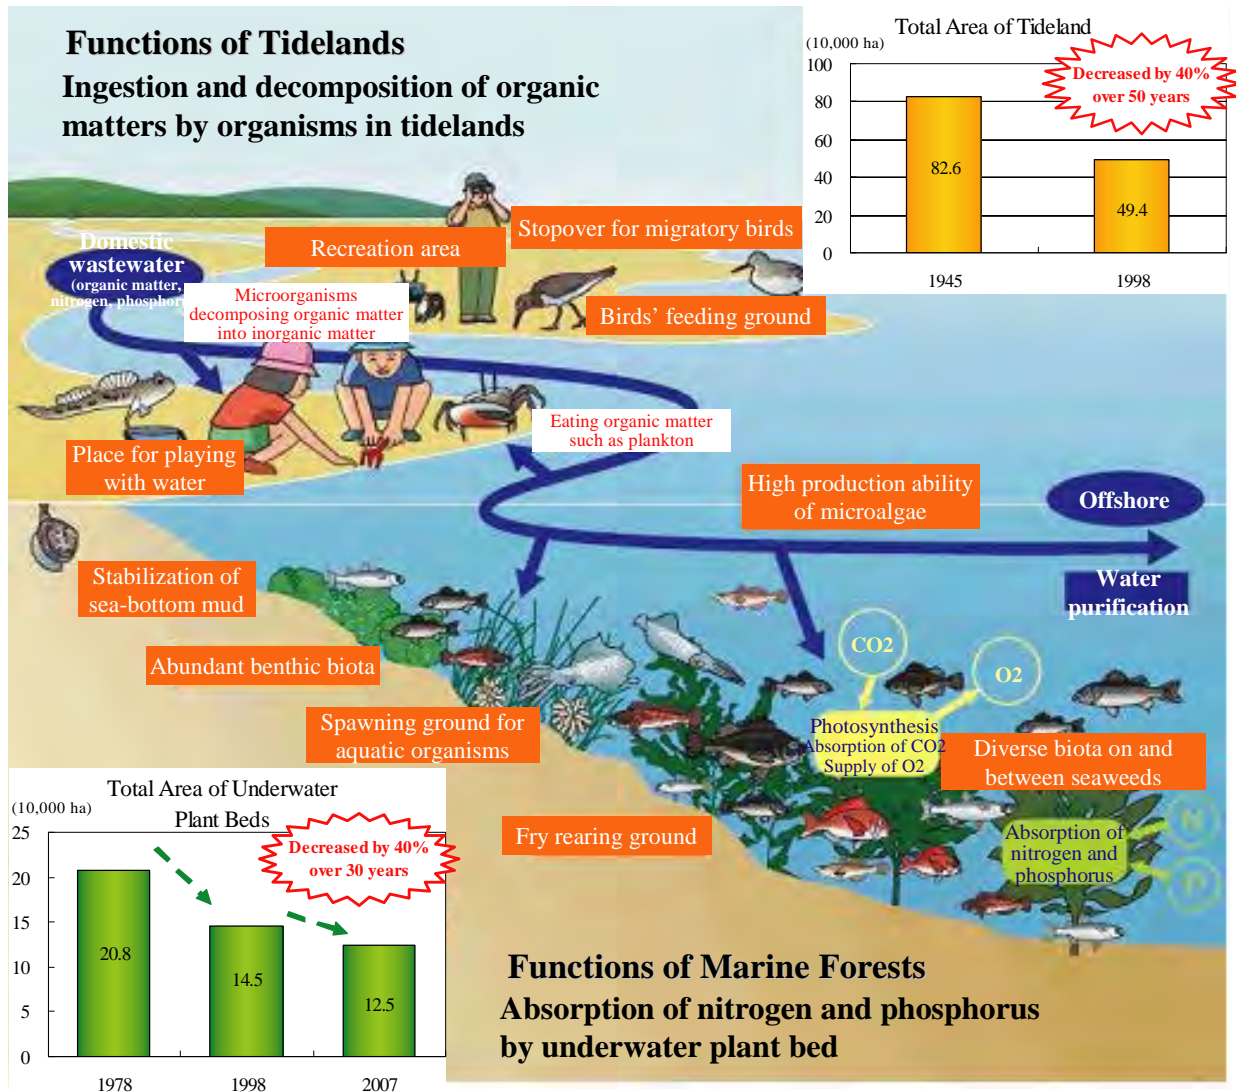 Functions of Tidelands
Ingestion and decomposition of organic
matters by organisms in tidelands
Total Area of Tideland
(10,000 ha)
Decreased by 40%
over 50 years
100
80
60
40
20
0
82.6
49.4
1945
1998
Domestic
wastewater
(organic matter,
nitrogen, phosphoru
Recreation area
Stopover for migratory birds
Microorganisms
decomposing organic matter
into inorganic matter
Birds' feeding ground
Eating organic matter
such as plankton
Place for playing
with water
High production ability
of microalgae
Offshore
Water
purification
Stabilization of
sea-bottom mud
Abundant benthic biota
Spawning ground for
aquatic organisms
CO2
O2
Photosynthesis
Absorption of CO2
Supply of O2
Diverse biota on and
between seaweeds
Fry rearing ground
Absorption of
nitrogen and
phosphorus
N
P
Total Area of Underwater
Plant Beds
(10,000 ha)
Decreased by 40%
over 30 years
25
20
15
10
5
0
20.8
14.5
12.5
1978
1998
2007
Functions of Marine Forests
Absorption of nitrogen and phosphorus
by underwater plant bed